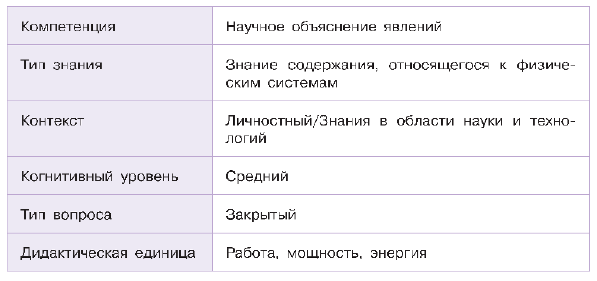 Компетенция Научное объяснение явлений
Тип знания Знание содержания, относящегося к физиче-
ским системам
Контекст Личностный/Знания в области науки и техно-
логий
Когнитивный уровень Средний
Тип вопроса Закрытый
Дидактическая единица Работа, мощность, энергия